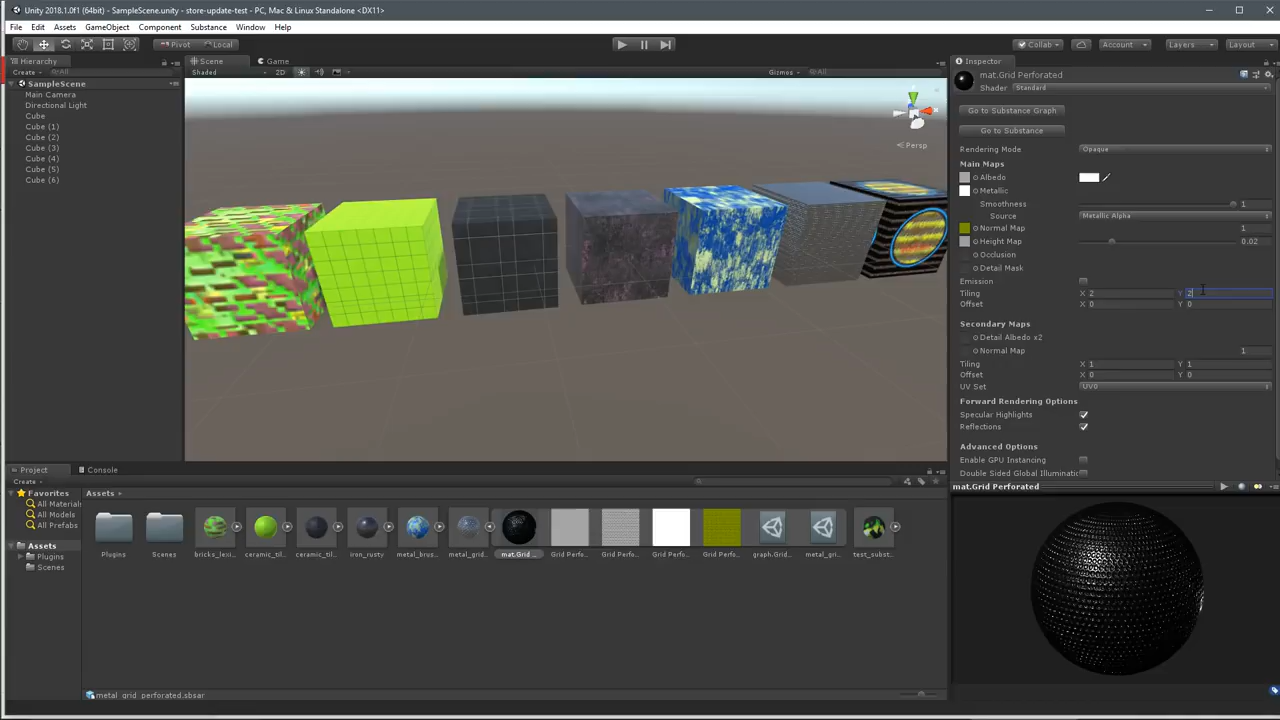 Unity 2018.1.0f1 (64bit) - SampleScene.unity - store-update-test - PC, Mac & Linux Standalone <DX11>
File Edit Assets GameObject Component Substance Window Help
Pivot Local Collab Account Layers Layout
Hierarchy Scene Game Inspector
Create All Shaded 2D Gizmos All
mat.Grid Perforated
Shader Standard
SampleScene
Main Camera
Directional Light
Cube
Cube (1)
Cube (2)
Cube (3)
Cube (4)
Cube (5)
Cube (6)
Persp
Go to Substance Graph
Go to Substance
Rendering Mode Opaque
Main Maps
Albedo
Metallic
Smoothness 1
Source Metallic Alpha
Normal Map 1
Height Map 0.02
Occlusion
Detail Mask
Emission
Tiling X 2 Y 2
Offset X 0 Y 0
Secondary Maps
Detail Albedo x2
Normal Map 1
Tiling X 1 Y 1
Offset X 0 Y 0
UV Set UV0
Forward Rendering Options
Specular Highlights
Reflections
Advanced Options
Enable GPU Instancing
Double Sided Global Illuminatic
mat.Grid Perforated
Project Console
Create
Favorites
All Material
All Models
All Prefabs
Assets
Plugins
Scenes
Assets
Plugins Scenes bricks_lexi... ceramic_til... ceramic_til... iron_rusty metal_brus... metal_grid... mat.Grid ... Grid Perfo... Grid Perfo... Grid Perfo... Grid Perfo... graph.Grid... metal_gri... test_subst...
metal_grid_perforated.sbsar